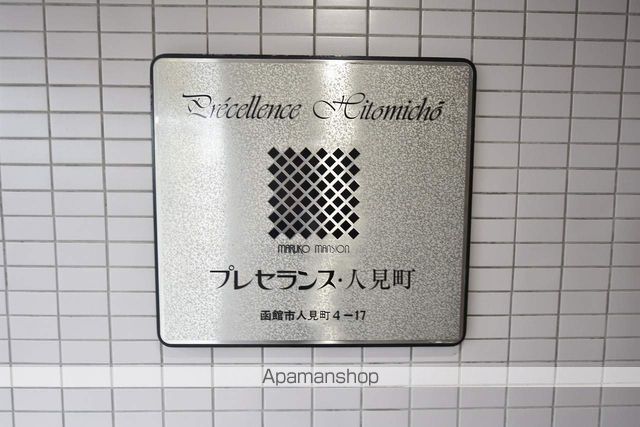 Précellence Hitomichō
MARUKO MANSION
プレセランス・人見町
函館市人見町4-17
Apamanshop